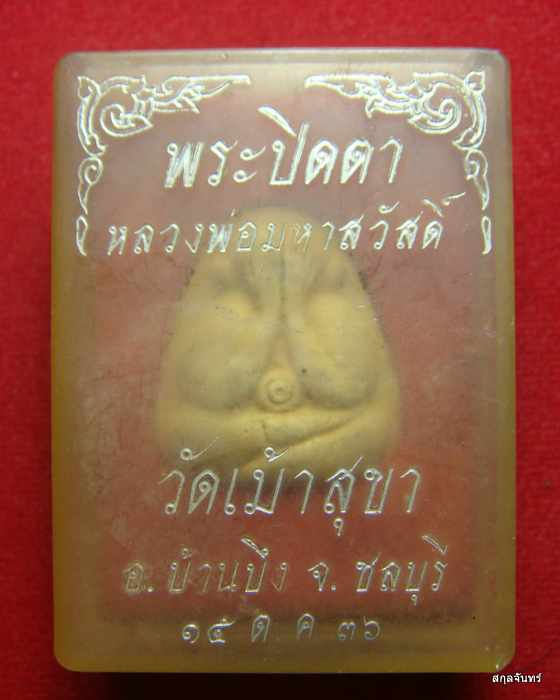 พระปิดตา
หลวงพ่อมหาสวัสดิ์
วัดเม้าสุขา
อ. บ้านบึง จ. ชลบุรี
๑๕ ต ค ๓๖
สกุลจันทร์